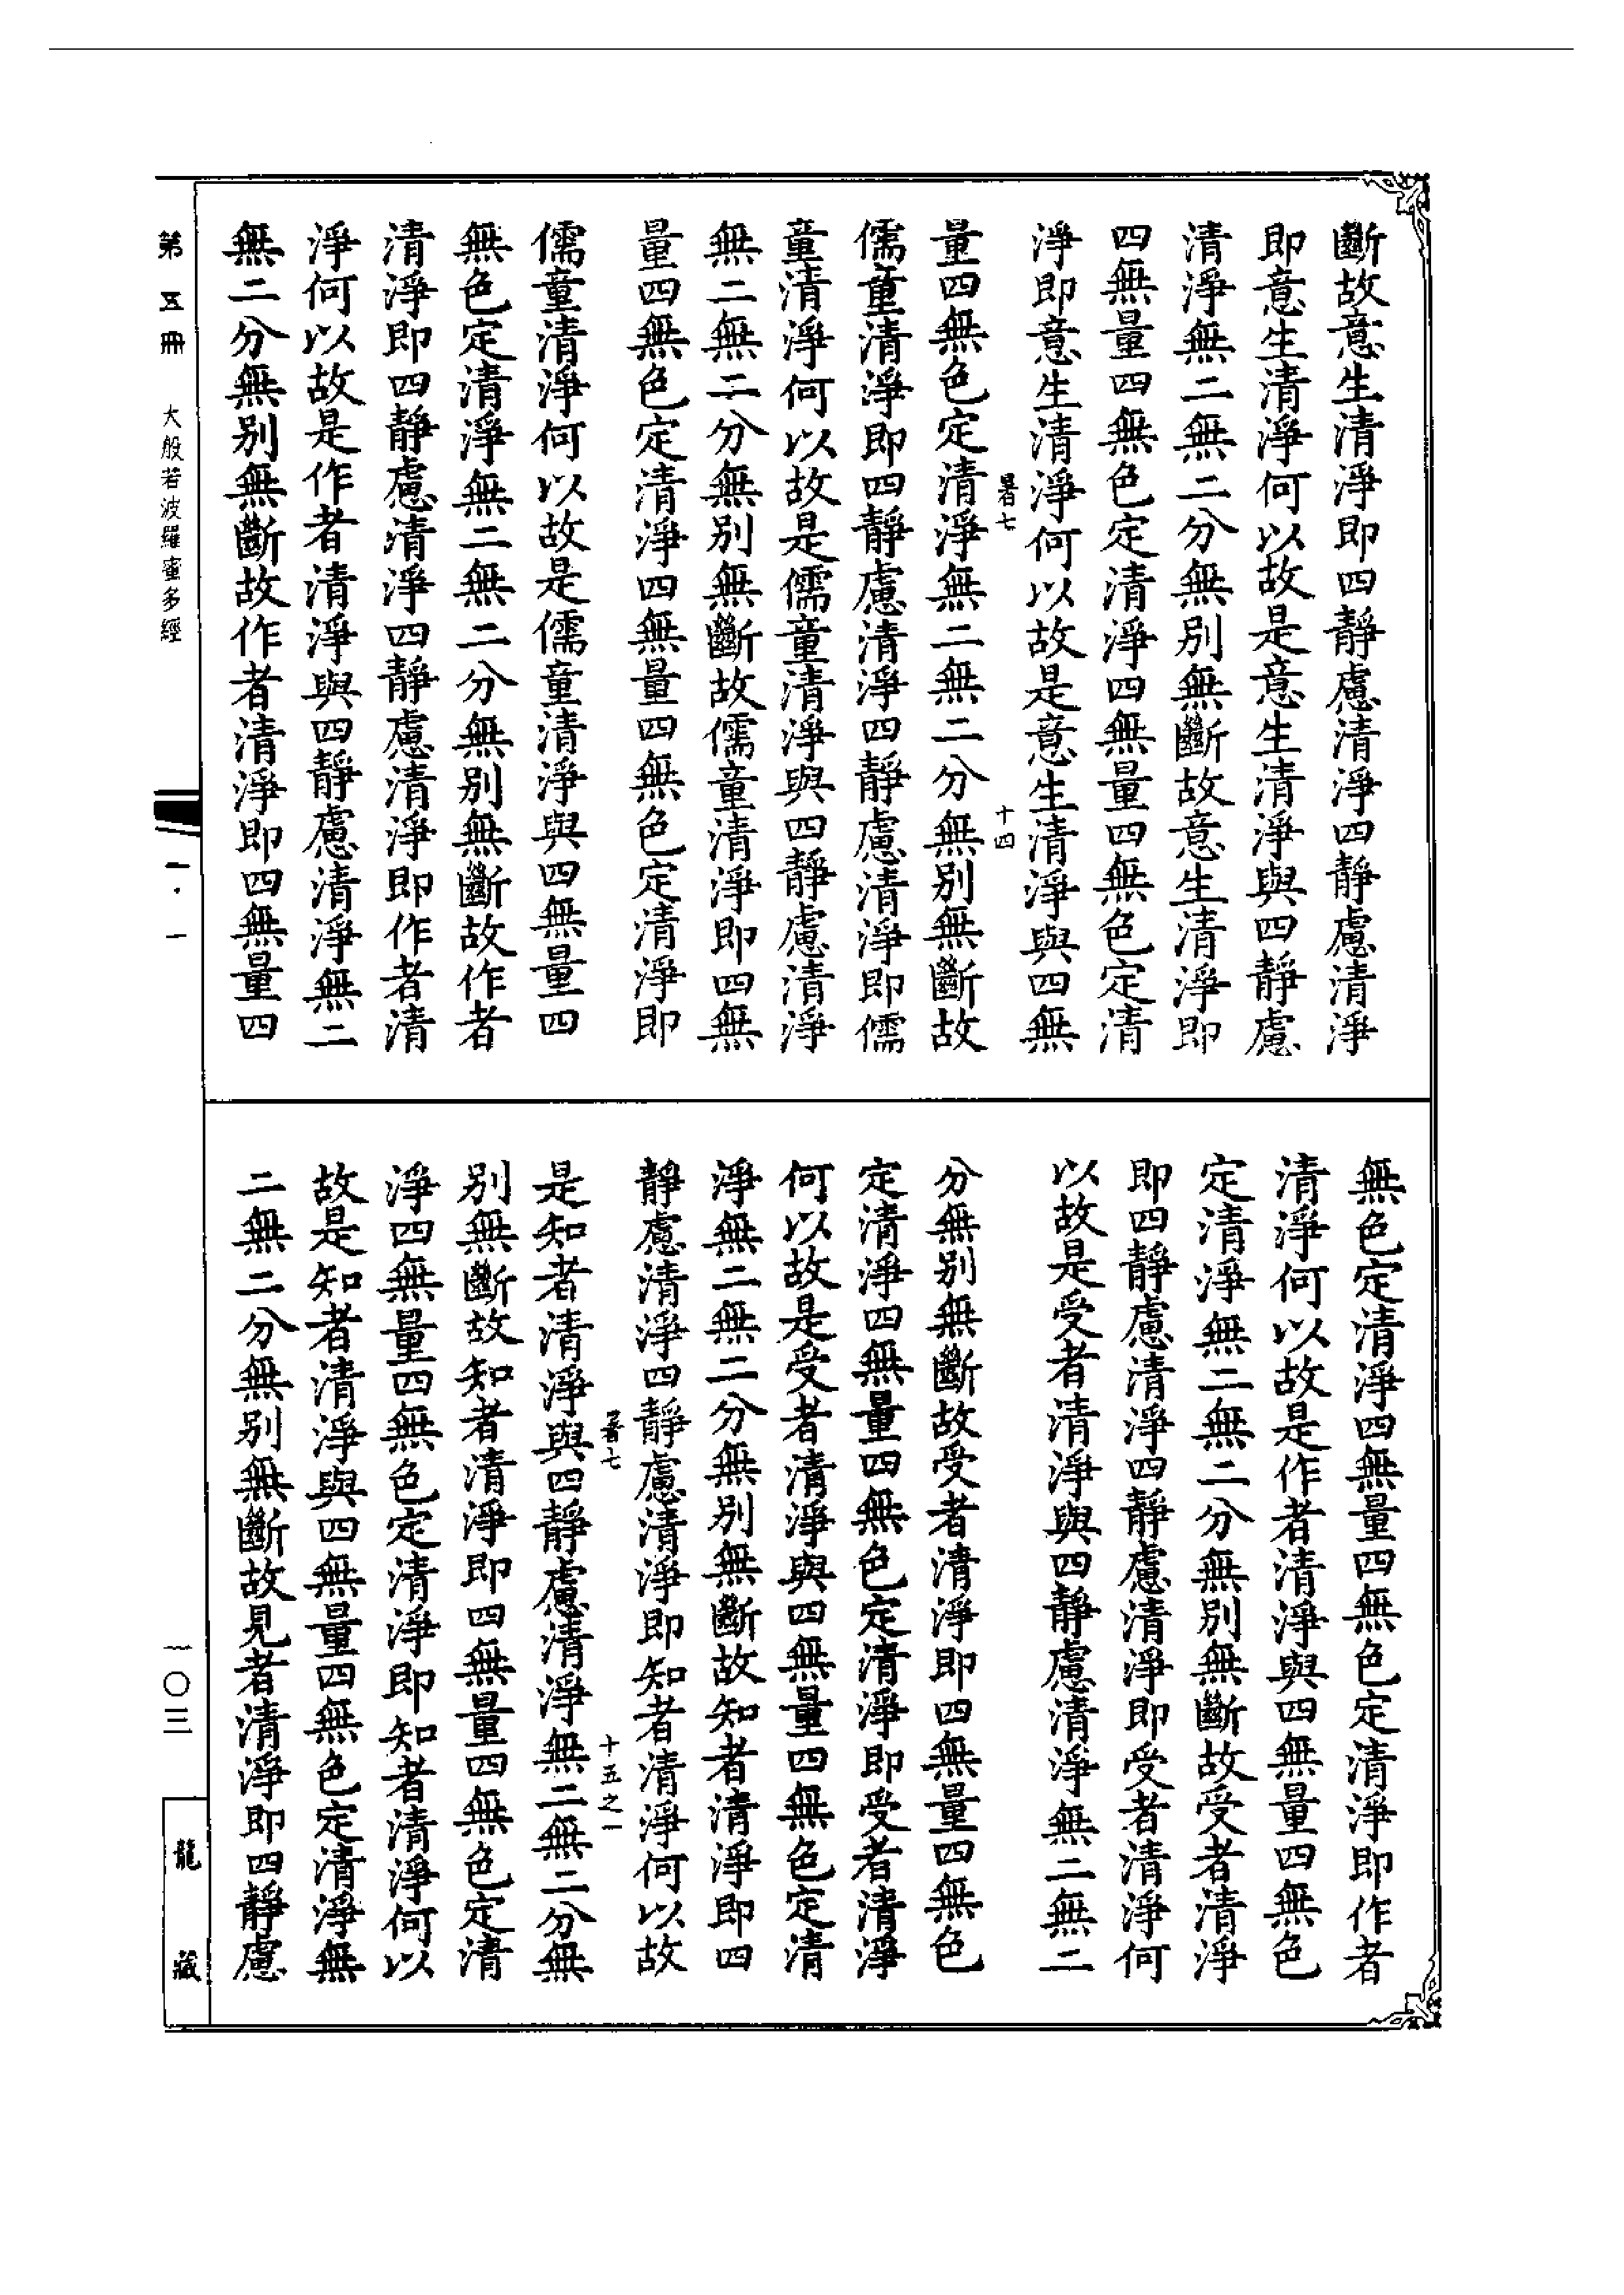 斷故意生清淨即四靜慮清淨四靜慮清淨
即意生清淨何以故是意生清淨與四靜慮
清淨無二無二分無別無斷故意生清淨即
四無量四無色定清淨四無量四無色定清
淨即意生清淨何以故是意生清淨與四無
暑七 十四
量四無色定清淨無二無二分無別無斷故
儒童清淨即四靜慮清淨四靜慮清淨即儒
童清淨何以故是儒童清淨與四靜慮清淨
無二無二分無別無斷故儒童清淨即四無
量四無色定清淨四無量四無色定清淨即
儒童清淨何以故是儒童清淨與四無量四
無色定清淨無二無二分無別無斷故作者
清淨即四靜慮清淨四靜慮清淨即作者清
淨何以故是作者清淨與四靜慮清淨無二
無二分無別無斷故作者清淨即四無量四
無色定清淨四無量四無色定清淨即作者
清淨何以故是作者清淨與四無量四無色
定清淨無二無二分無別無斷故受者清淨
即四靜慮清淨四靜慮清淨即受者清淨何
以故是受者清淨與四靜慮清淨無二無二
分無別無斷故受者清淨即四無量四無色
定清淨四無量四無色定清淨即受者清淨
何以故是受者清淨與四無量四無色定清
淨無二無二分無別無斷故知者清淨即四
靜慮清淨四靜慮清淨即知者清淨何以故
暑七 十五之一
是知者清淨與四靜慮清淨無二無二分無
別無斷故知者清淨即四無量四無色定清
淨四無量四無色定清淨即知者清淨何以
故是知者清淨與四無量四無色定清淨無
二無二分無別無斷故見者清淨即四靜慮
第五冊 大般若波羅蜜多經
一·一
一〇三
龍藏